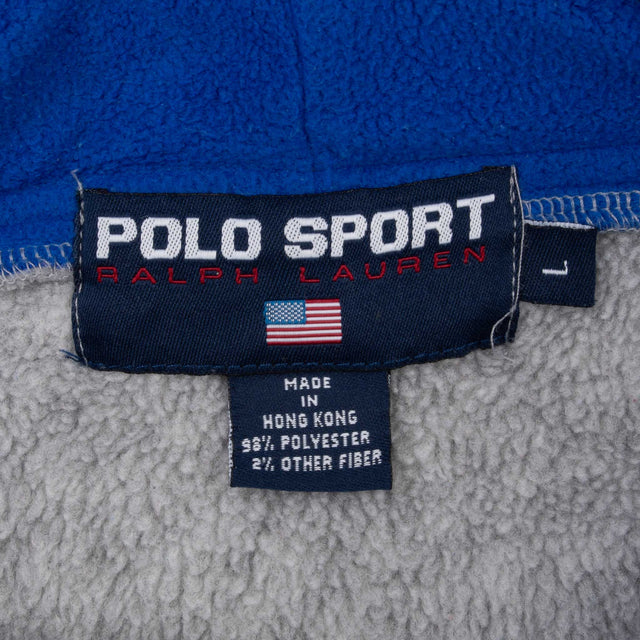 POLO SPORT
RALPH LAUREN
L
MADE
IN
HONG KONG
98% POLYESTER
2% OTHER FIBER